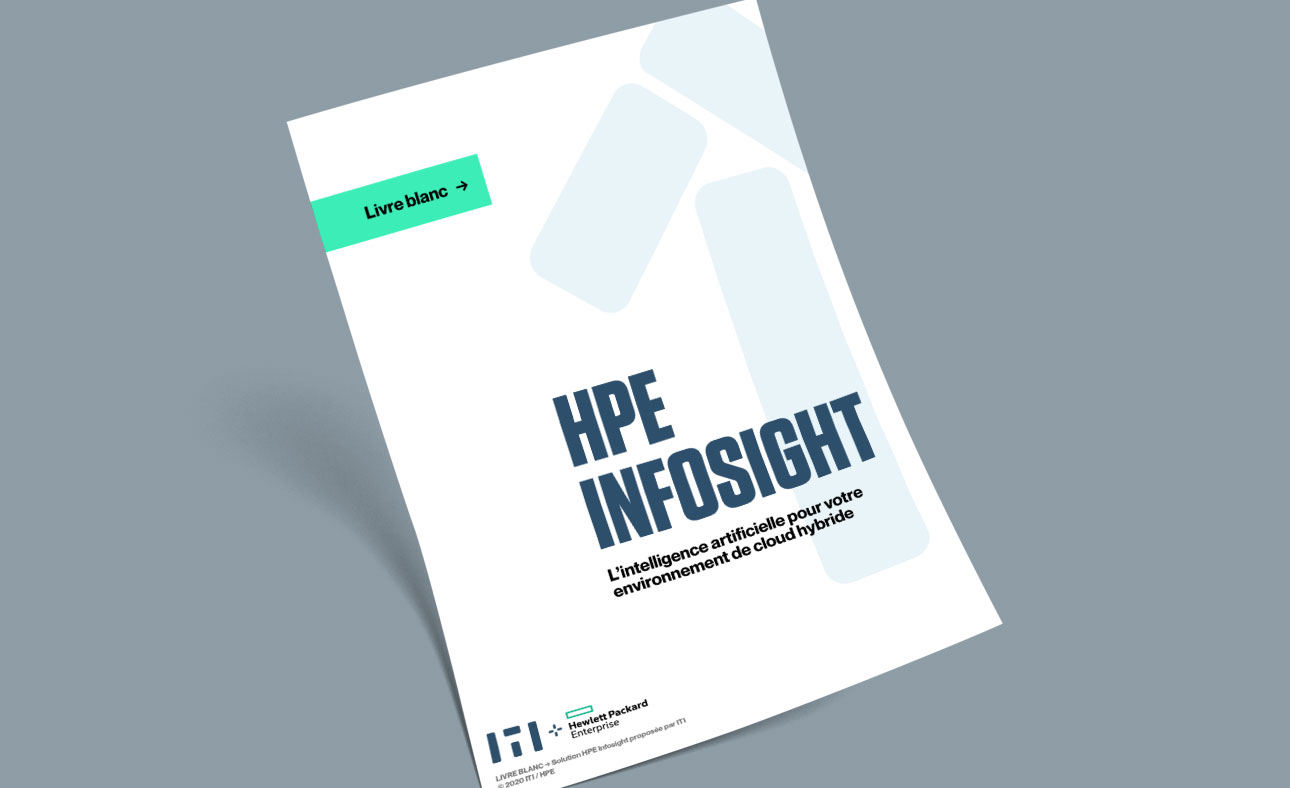 Livre blanc →
HPE
INFOSIGHT
L'intelligence artificielle pour votre
environnement de cloud hybride
ITI
Hewlett Packard
Enterprise
LIVRE BLANC → Solution HPE Infosight proposée par ITI
© 2020 ITI / HPE